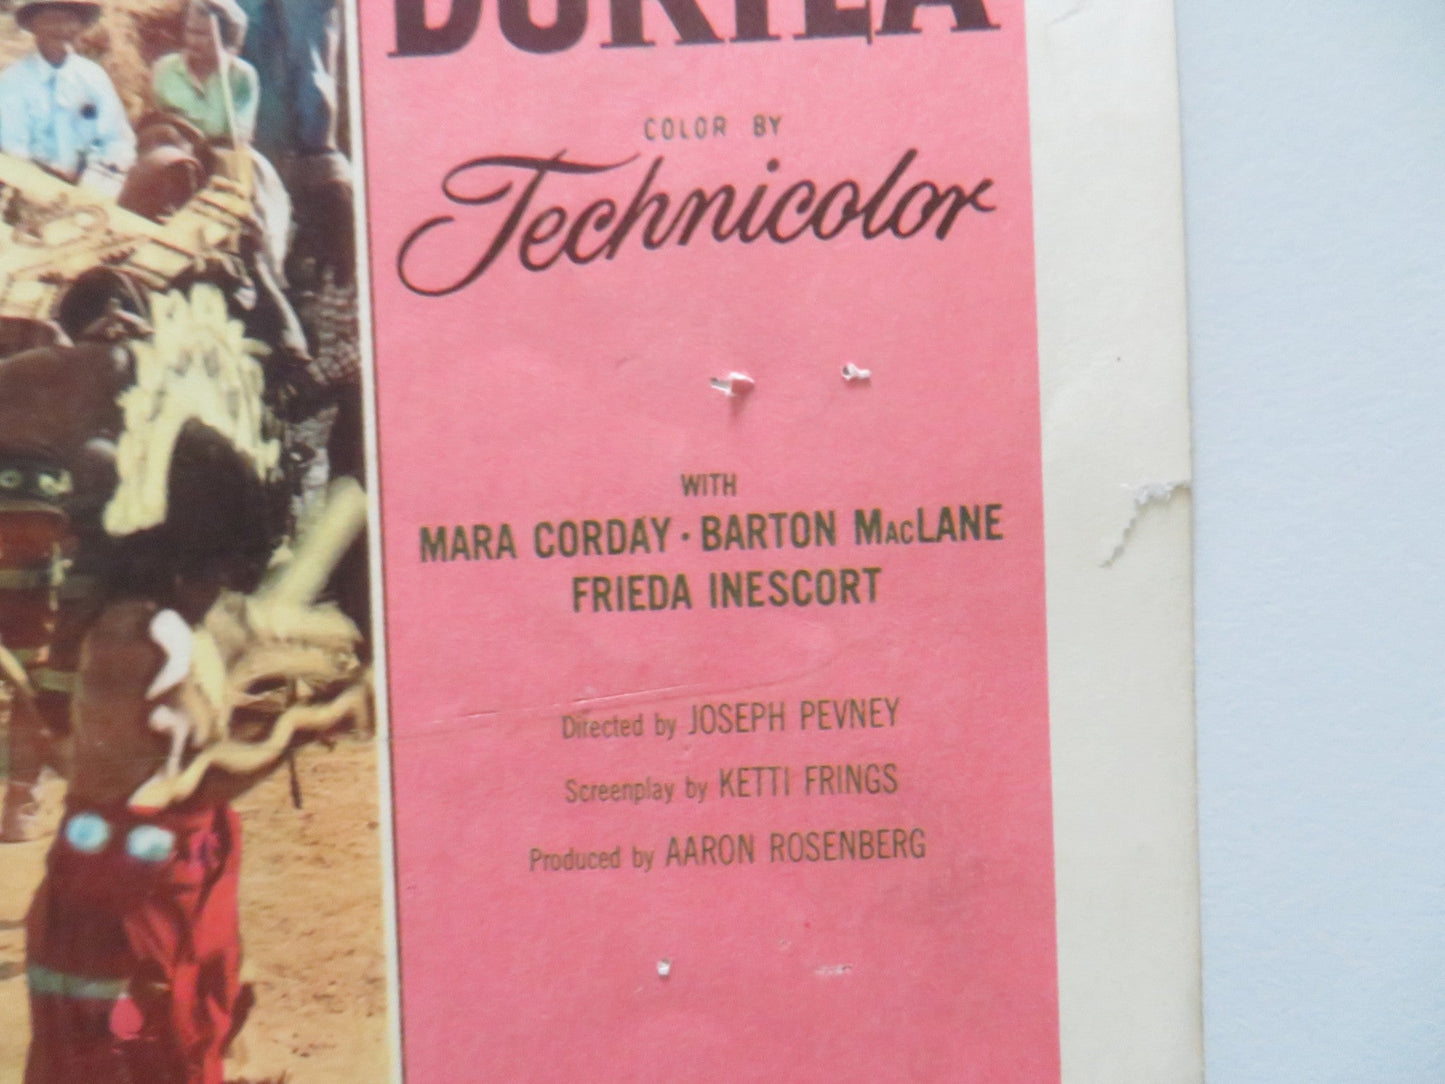 DURYEA
COLOR BY
Technicolor
WITH
MARA CORDAY · BARTON MacLANE
FRIEDA INESCORT
Directed by JOSEPH PEVNEY
Screenplay by KETTI FRINGS
Produced by AARON ROSENBERG